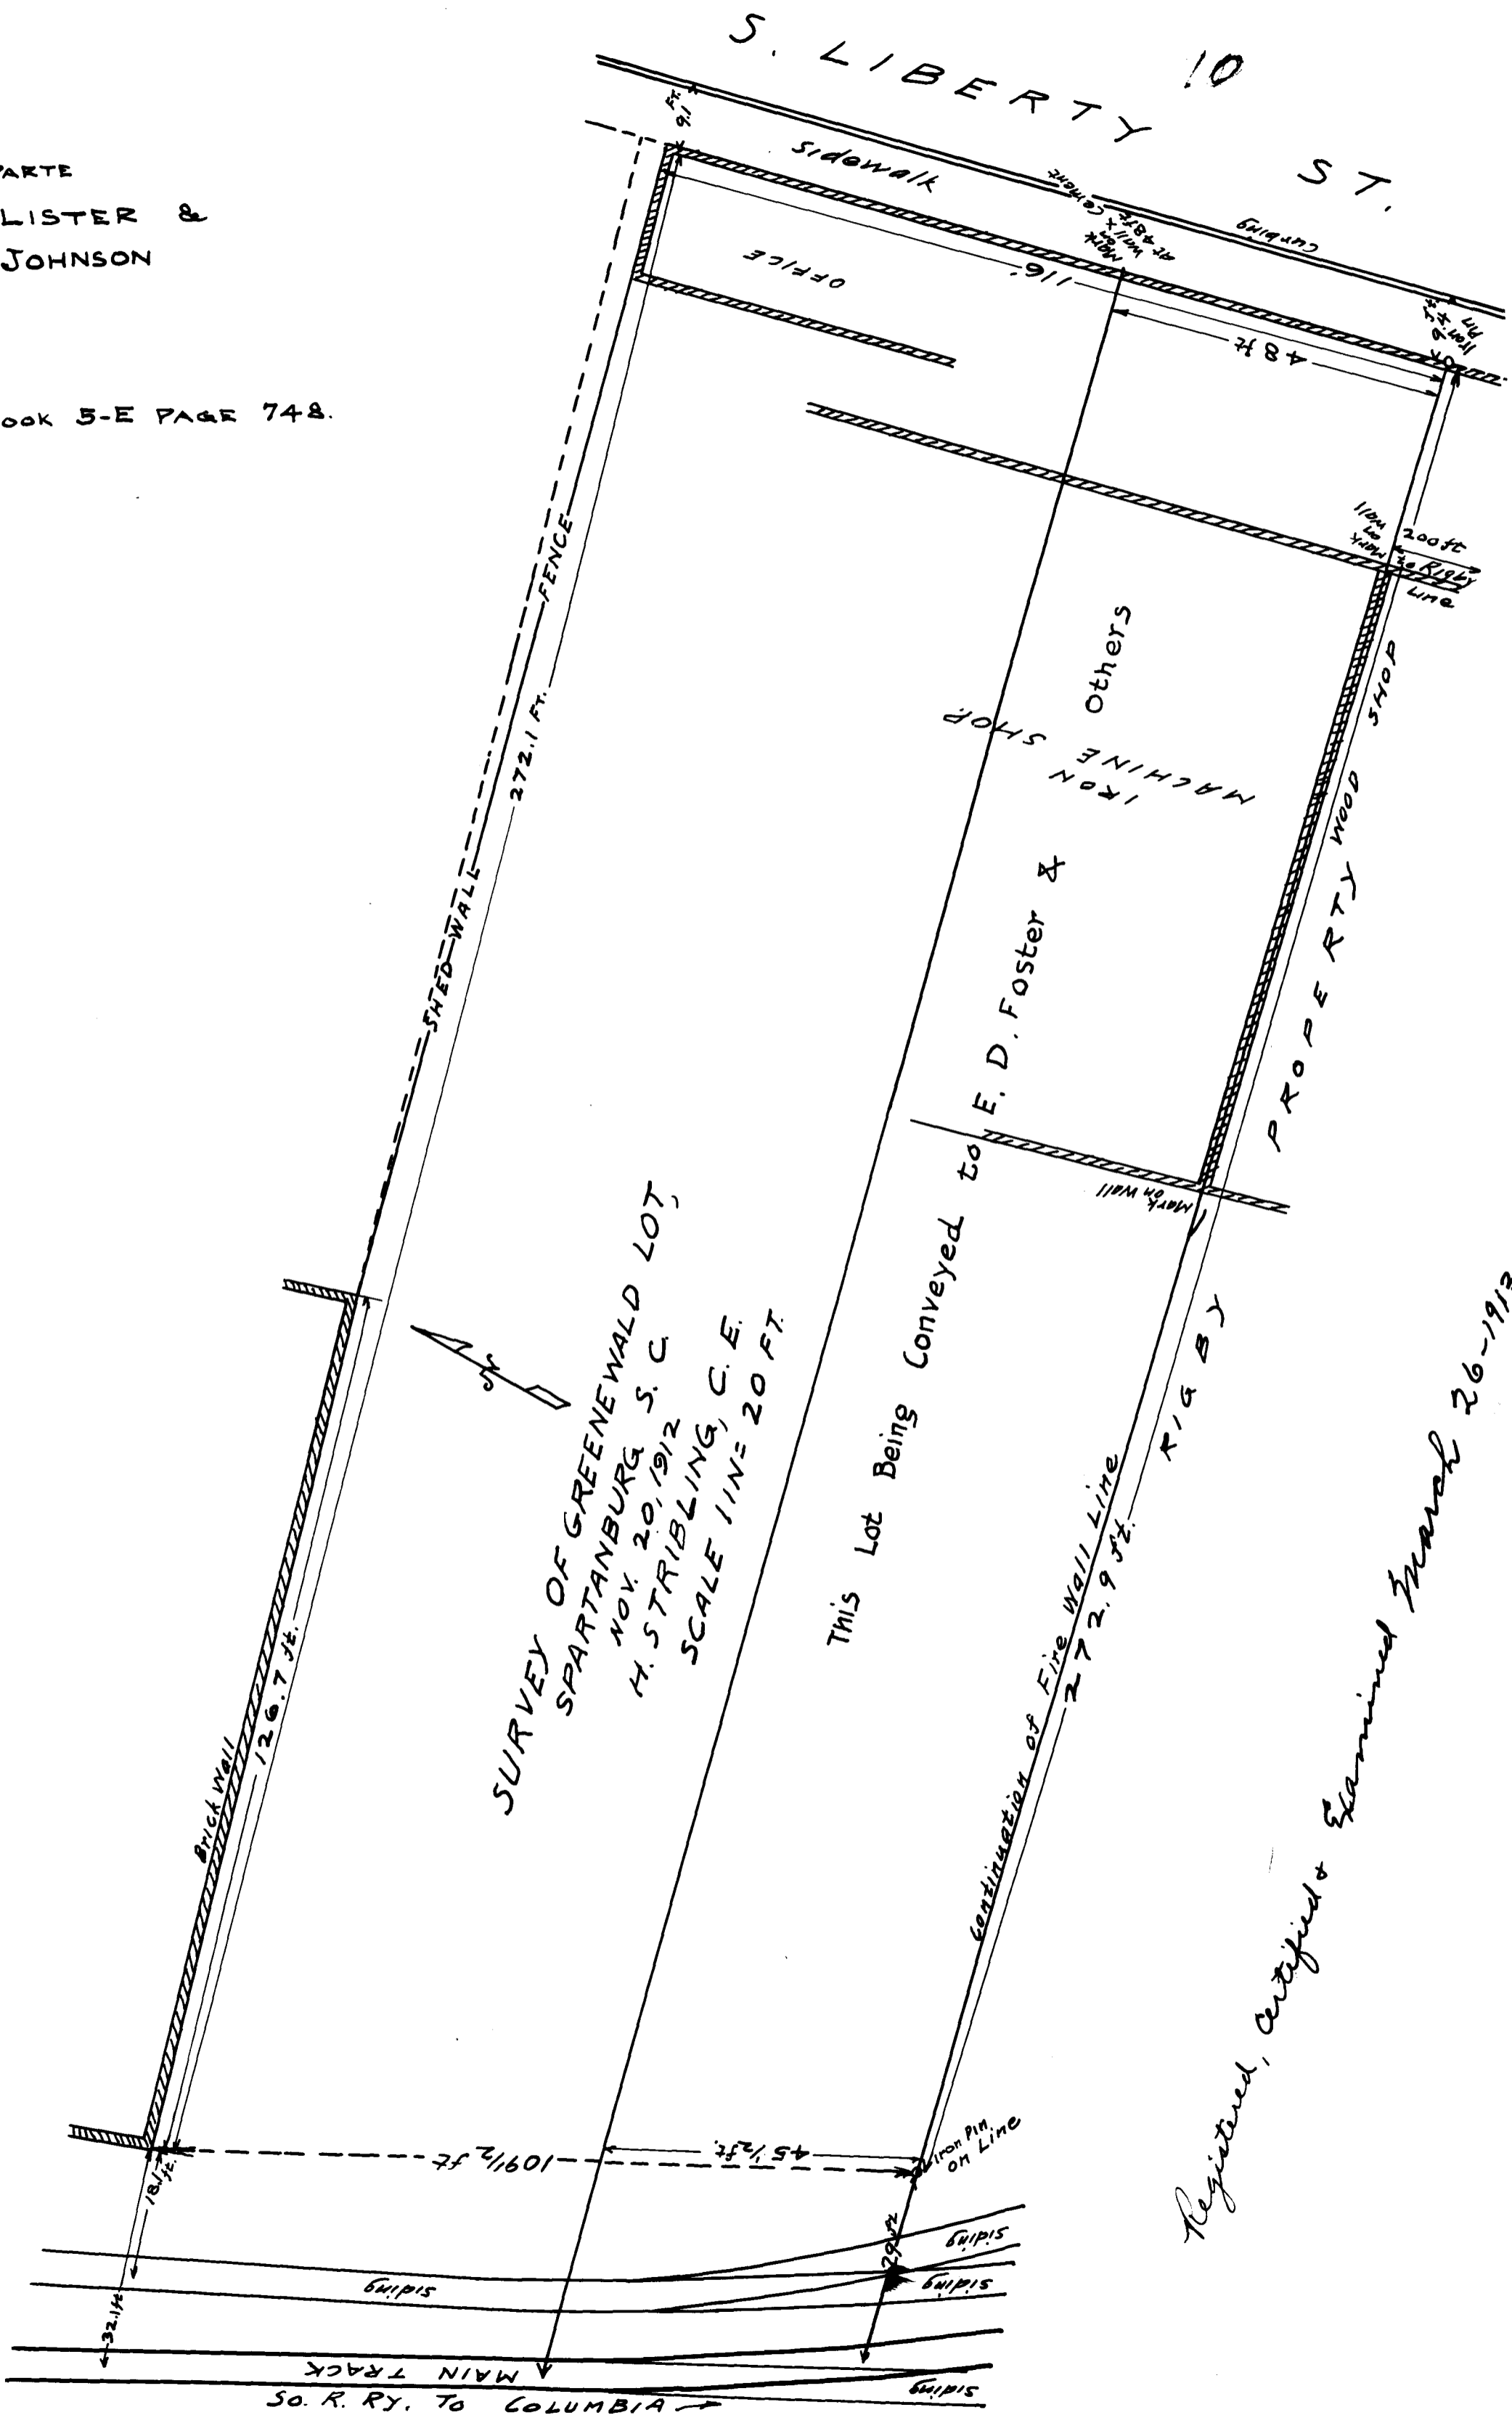 S. LIBERTY ST.
10
PARTE
LISTER &
JOHNSON
OOK 5-E PAGE 748.
9.1 FT.
Sidewalk
Curbing
Mark
Wall on
At 48 ft + Cement
Iron
Pin
9.4 ft.
OFFICE
116'
48 ft
Mark
on
Wall
200 ft
to Rigby
Line
FENCE
272.1 FT.
SHED WALL
IRON
MACHINE
SHOP
WOOD SHOP
RIGBY PROPERTY
This Lot Being Conveyed to E. D. Foster & Others
Mark
on Wall
N
SURVEY OF GREENEWALD LOT,
SPARTANBURG S. C.
NOV. 20, 1912
H. STRIBLING, C. E.
SCALE 1 IN = 20 FT.
Brick Wall
126.7 ft.
Continuation of Fire Wall Line
272.9 ft.
Registered, Certified & Examined March 26-1913
109 1/2 ft
45 1/2 ft.
Iron Pin
on Line
18.1 ft.
32.1 ft
29 ft
siding
siding
siding
MAIN TRACK
siding
SO. R. RY. TO COLUMBIA